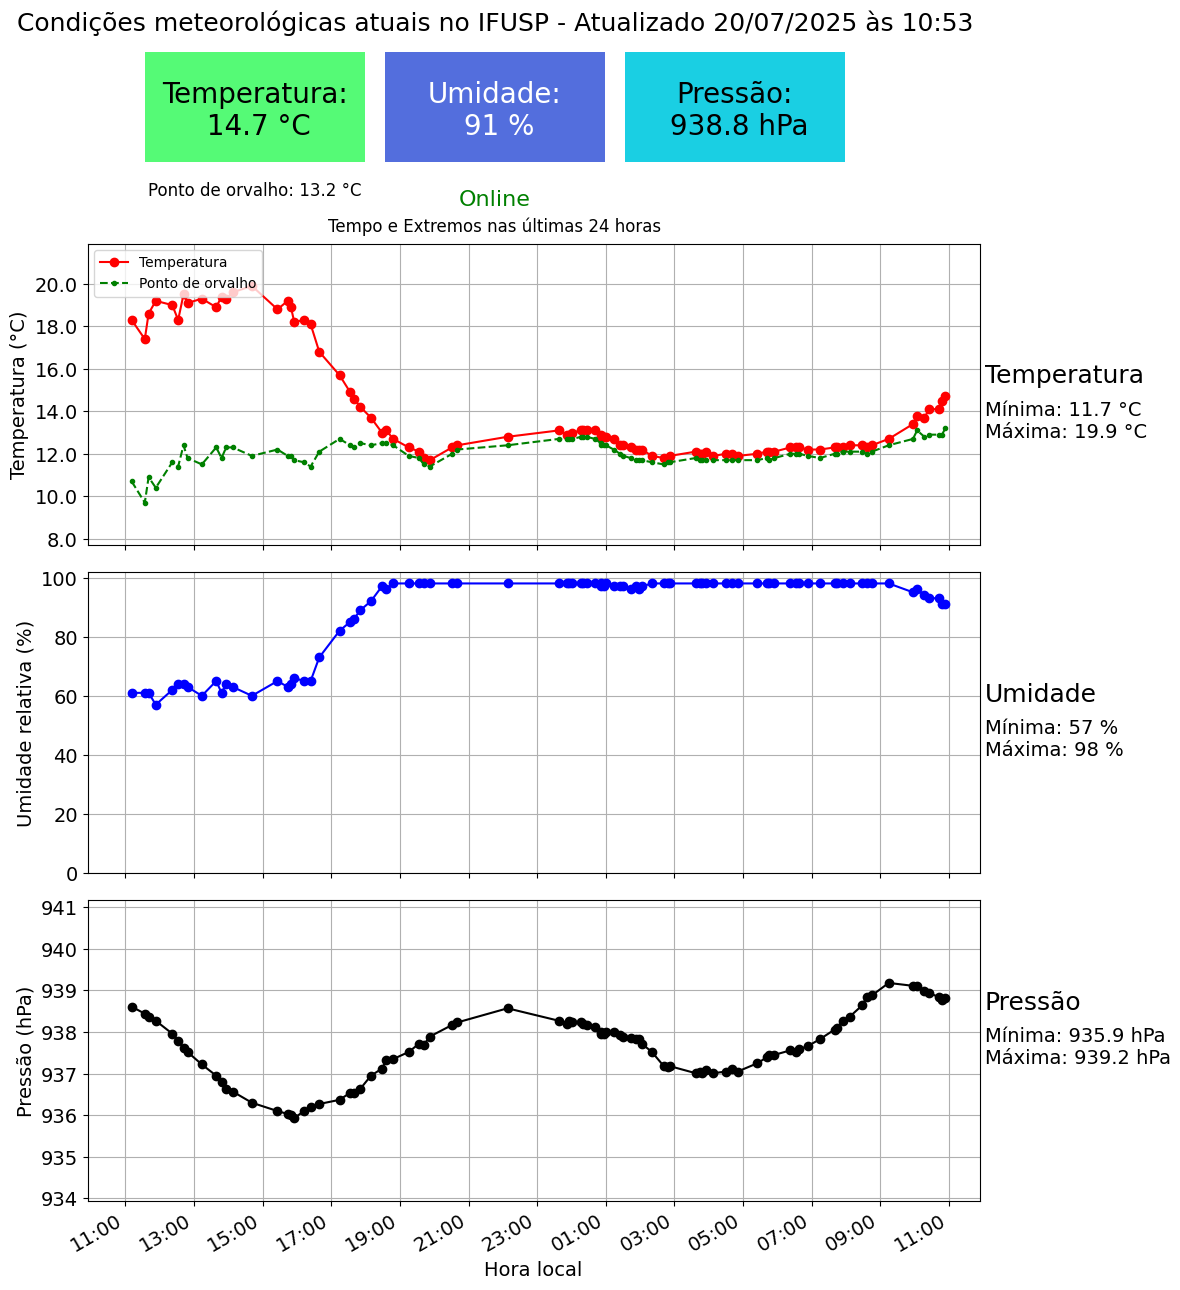 Condições meteorológicas atuais no IFUSP - Atualizado 20/07/2025 às 10:53
Temperatura:
14.7 °C
Umidade:
91 %
Pressão:
938.8 hPa
Ponto de orvalho: 13.2 °C
Online
Tempo e Extremos nas últimas 24 horas
Temperatura
Ponto de orvalho
Temperatura (°C)
20.0
18.0
16.0
14.0
12.0
10.0
8.0
Temperatura
Mínima: 11.7 °C
Máxima: 19.9 °C
Umidade relativa (%)
100
80
60
40
20
0
Umidade
Mínima: 57 %
Máxima: 98 %
Pressão (hPa)
941
940
939
938
937
936
935
934
Pressão
Mínima: 935.9 hPa
Máxima: 939.2 hPa
11:00
13:00
15:00
17:00
19:00
21:00
23:00
01:00
03:00
05:00
07:00
09:00
11:00
Hora local